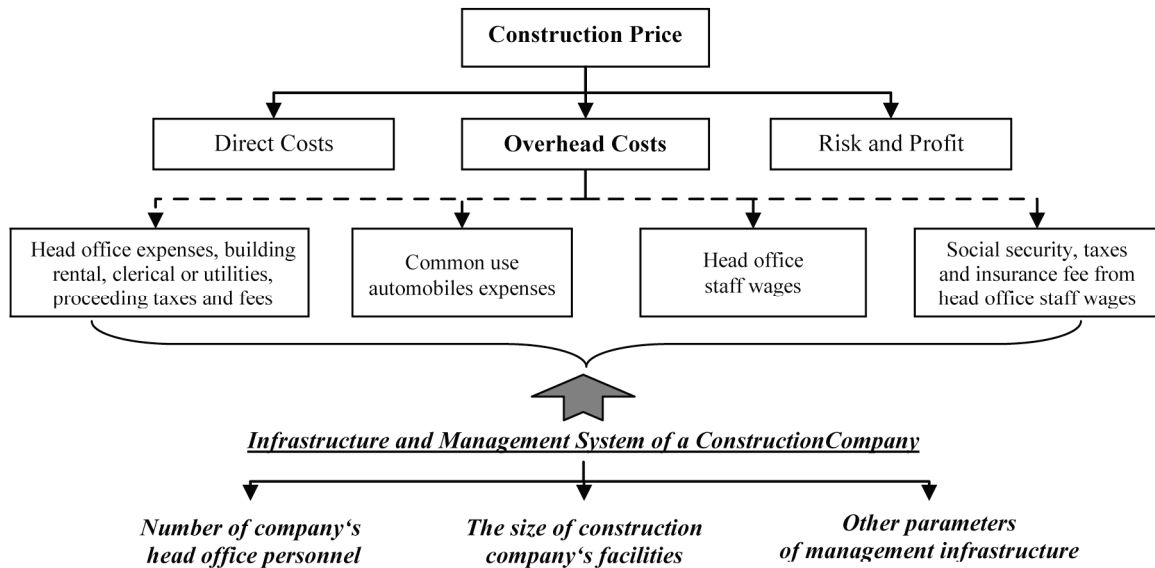 Construction Price
Direct Costs
Overhead Costs
Risk and Profit
Head office expenses, building
rental, clerical or utilities,
proceeding taxes and fees
Common use
automobiles expenses
Head office
staff wages
Social security, taxes
and insurance fee from
head office staff wages
Infrastructure and Management System of a ConstructionCompany
Number of company‘s
head office personnel
The size of construction
company‘s facilities
Other parameters
of management infrastructure